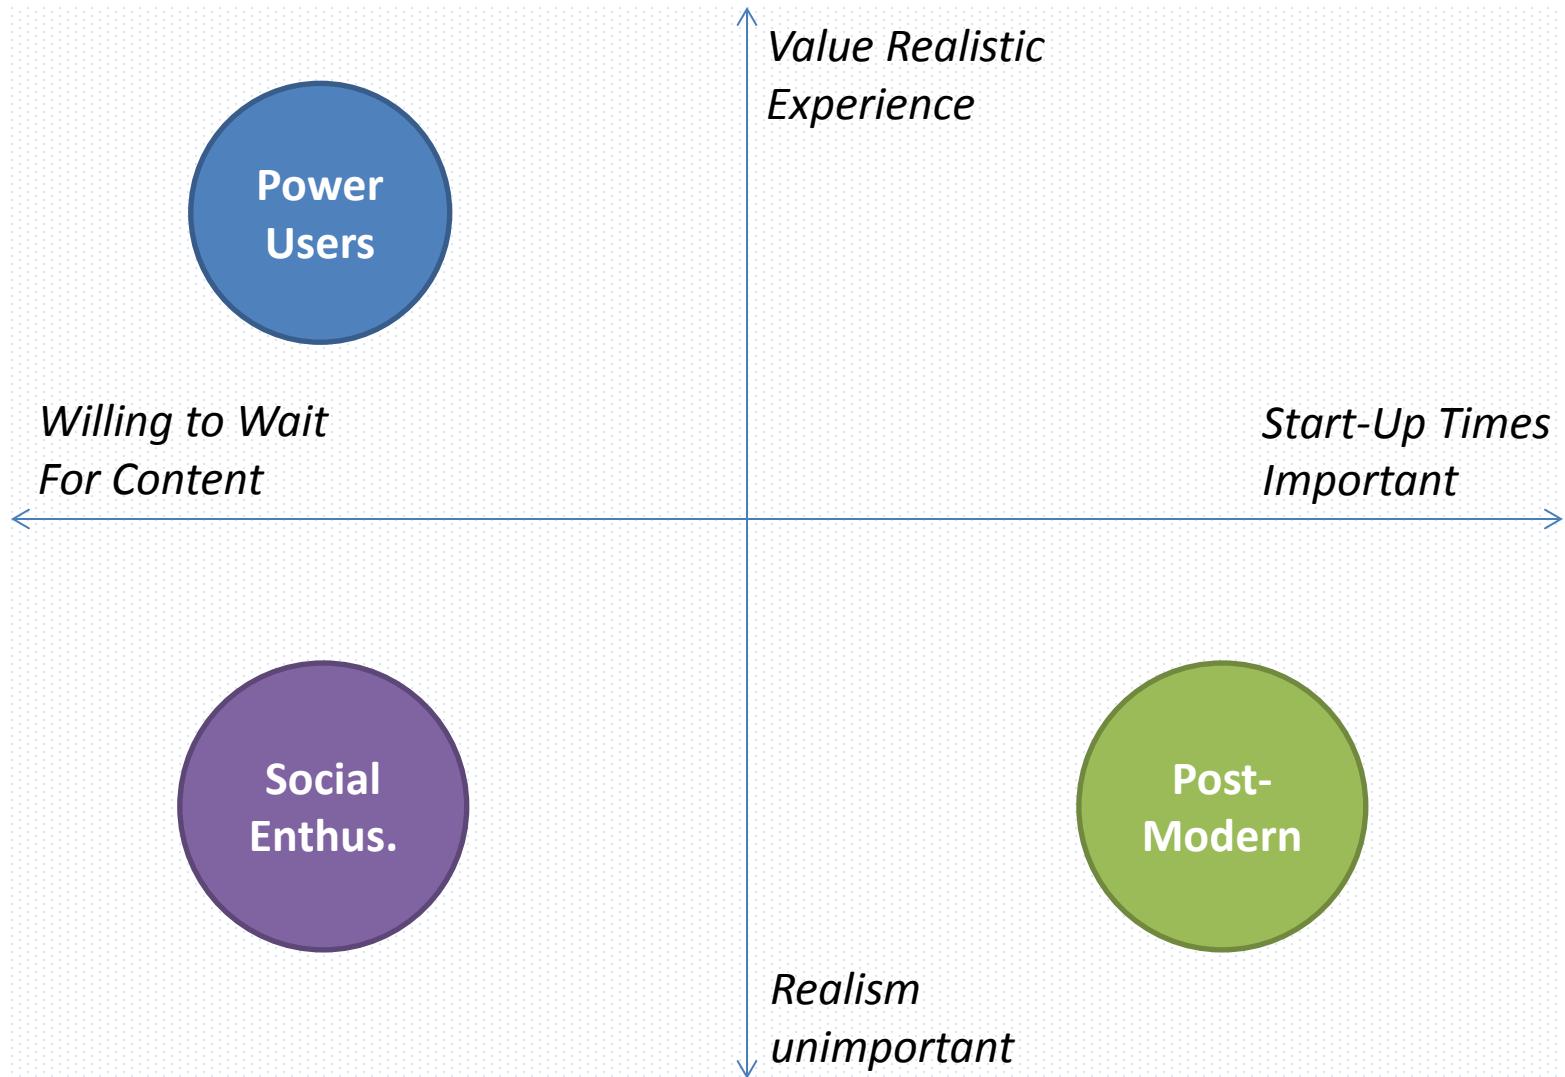 Value Realistic
Experience
Power
Users
Willing to Wait
For Content
Start-Up Times
Important
Social
Enthus.
Post-
Modern
Realism
unimportant